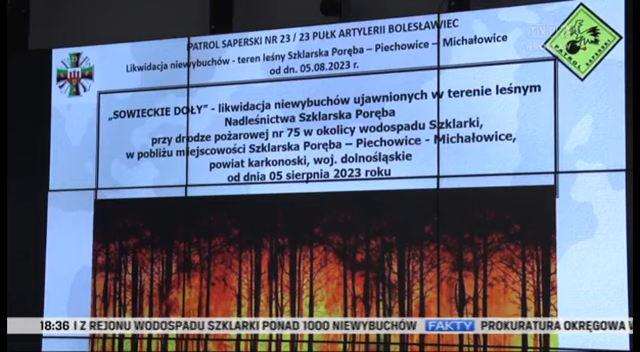 PATROL SAPERSKI NR 23 / 23 PUŁK ARTYLERII BOLESŁAWIEC
Likwidacja niewybuchów - teren leśny Szklarska Poręba – Piechowice – Michałowice
od dn. 05.08.2023 r.
„SOWIECKIE DOŁY” - likwidacja niewybuchów ujawnionych w terenie leśnym
Nadleśnictwa Szklarska Poręba
przy drodze pożarowej nr 75 w okolicy wodospadu Szklarki,
w pobliżu miejscowości Szklarska Poręba – Piechowice - Michałowice,
powiat karkonoski, woj. dolnośląskie
od dnia 05 sierpnia 2023 roku
18:36 I Z REJONU WODOSPADU SZKLARKI PONAD 1000 NIEWYBUCHÓW FAKTY PROKURATURA OKRĘGOWA